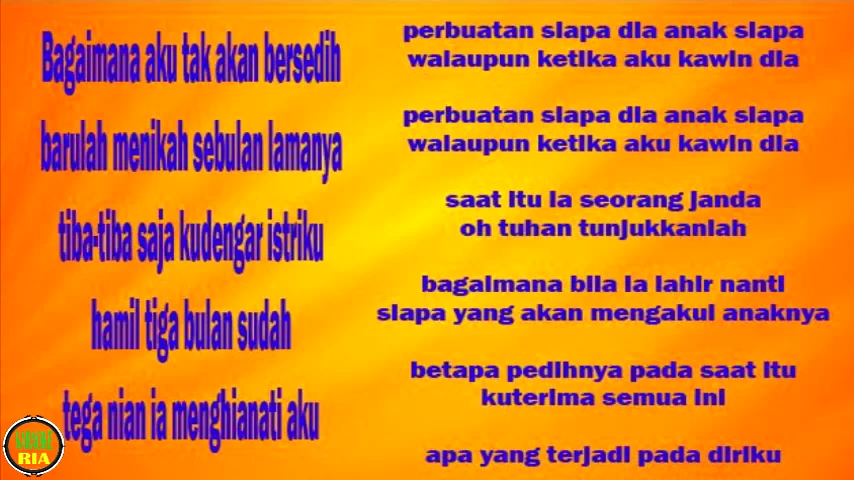 Bagaimana aku tak akan bersedih
barulah menikah sebulan lamanya
tiba-tiba saja kudengar istriku
hamil tiga bulan sudah
tega nian ia menghianati aku
perbuatan siapa dia anak siapa
walaupun ketika aku kawin dia
perbuatan siapa dia anak siapa
walaupun ketika aku kawin dia
saat itu ia seorang janda
oh tuhan tunjukkanlah
bagaimana bila ia lahir nanti
siapa yang akan mengakui anaknya
betapa pedihnya pada saat itu
kuterima semua ini
apa yang terjadi pada diriku
RIA